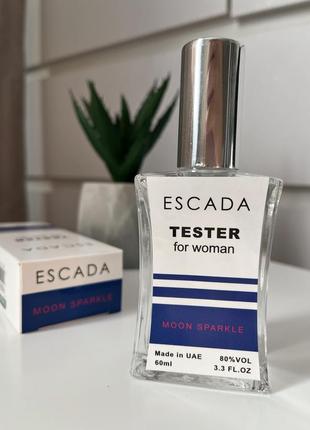 ESCADA
TESTER
for woman
MOON SPARKLE
Made in UAE 80%VOL
60ml 3.3 FL.OZ
ESCADA
MOON SPARKLE